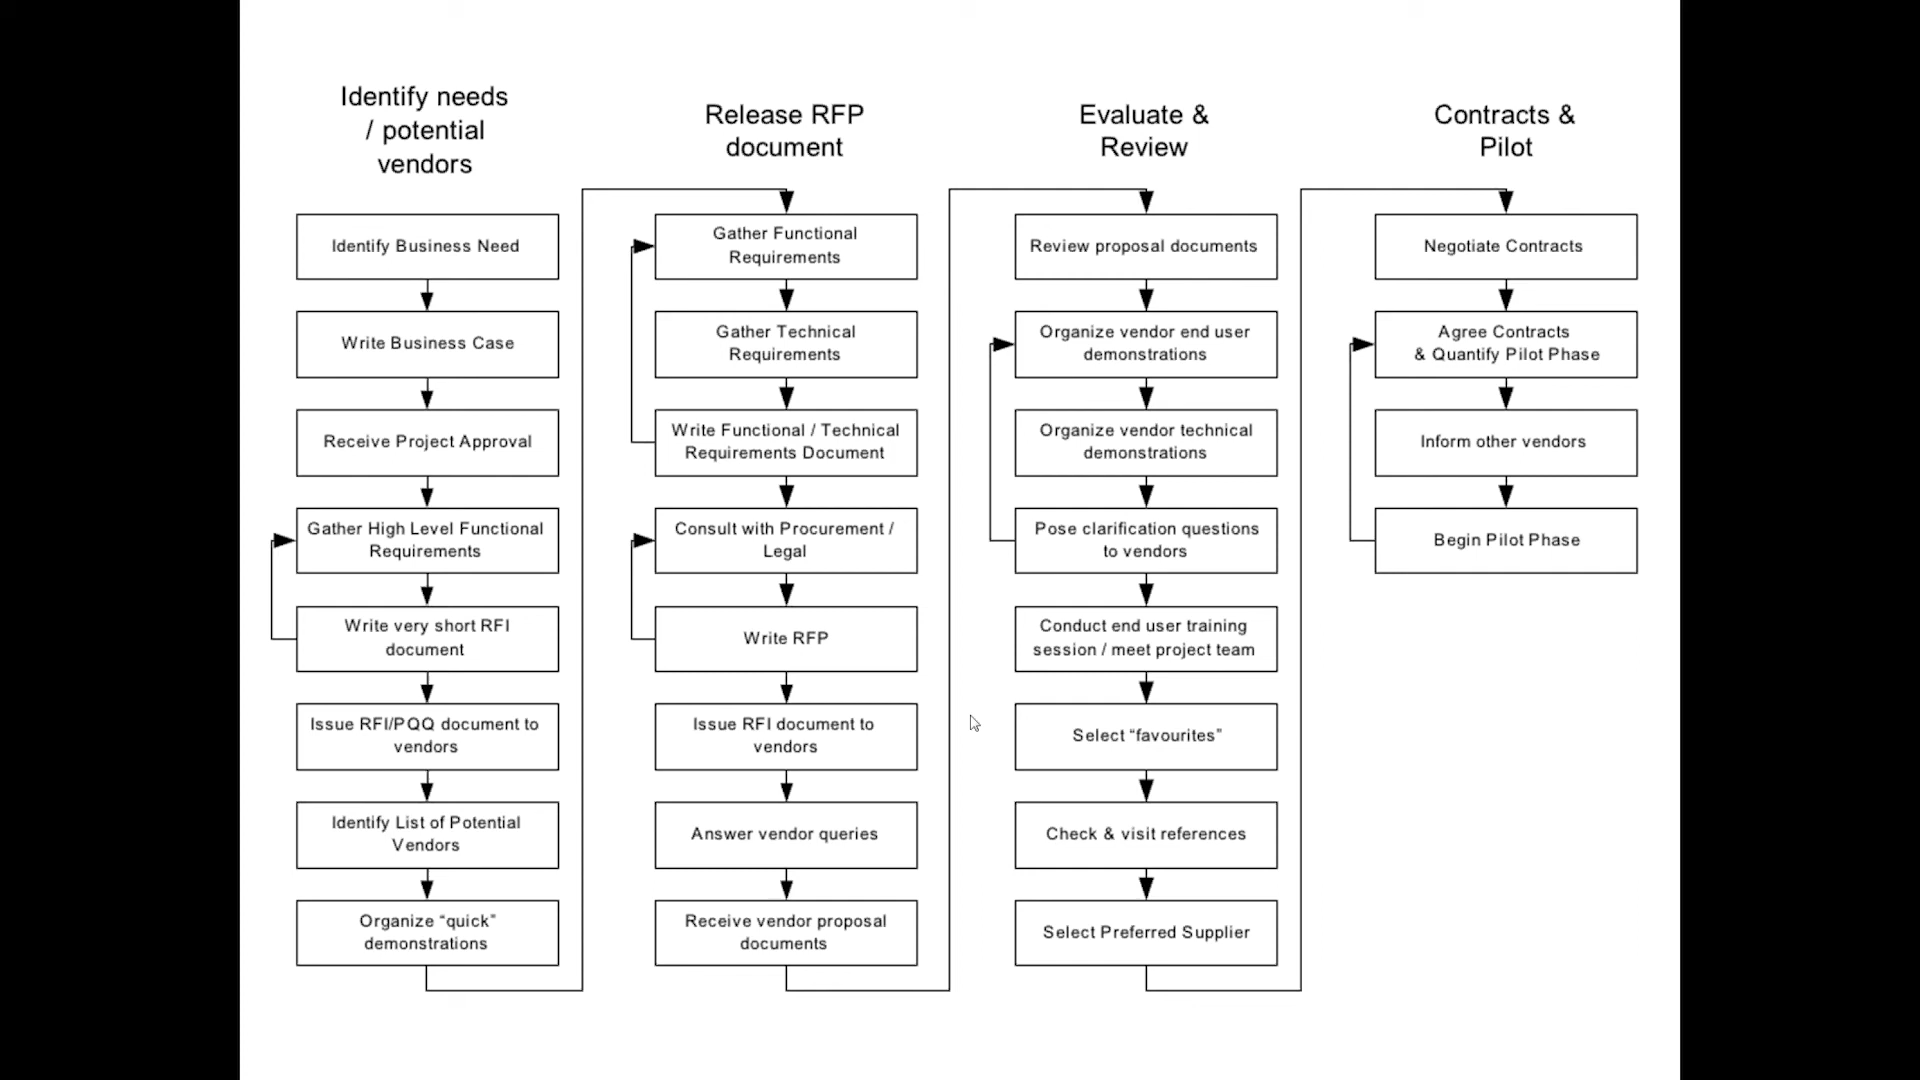 Identify needs
/ potential
vendors
Identify Business Need
Write Business Case
Receive Project Approval
Gather High Level Functional
Requirements
Write very short RFI
document
Issue RFI/PQQ document to
vendors
Identify List of Potential
Vendors
Organize “quick”
demonstrations
Release RFP
document
Gather Functional
Requirements
Gather Technical
Requirements
Write Functional / Technical
Requirements Document
Consult with Procurement /
Legal
Write RFP
Issue RFI document to
vendors
Answer vendor queries
Receive vendor proposal
documents
Evaluate &
Review
Review proposal documents
Organize vendor end user
demonstrations
Organize vendor technical
demonstrations
Pose clarification questions
to vendors
Conduct end user training
session / meet project team
Select “favourites”
Check & visit references
Select Preferred Supplier
Contracts &
Pilot
Negotiate Contracts
Agree Contracts
& Quantify Pilot Phase
Inform other vendors
Begin Pilot Phase